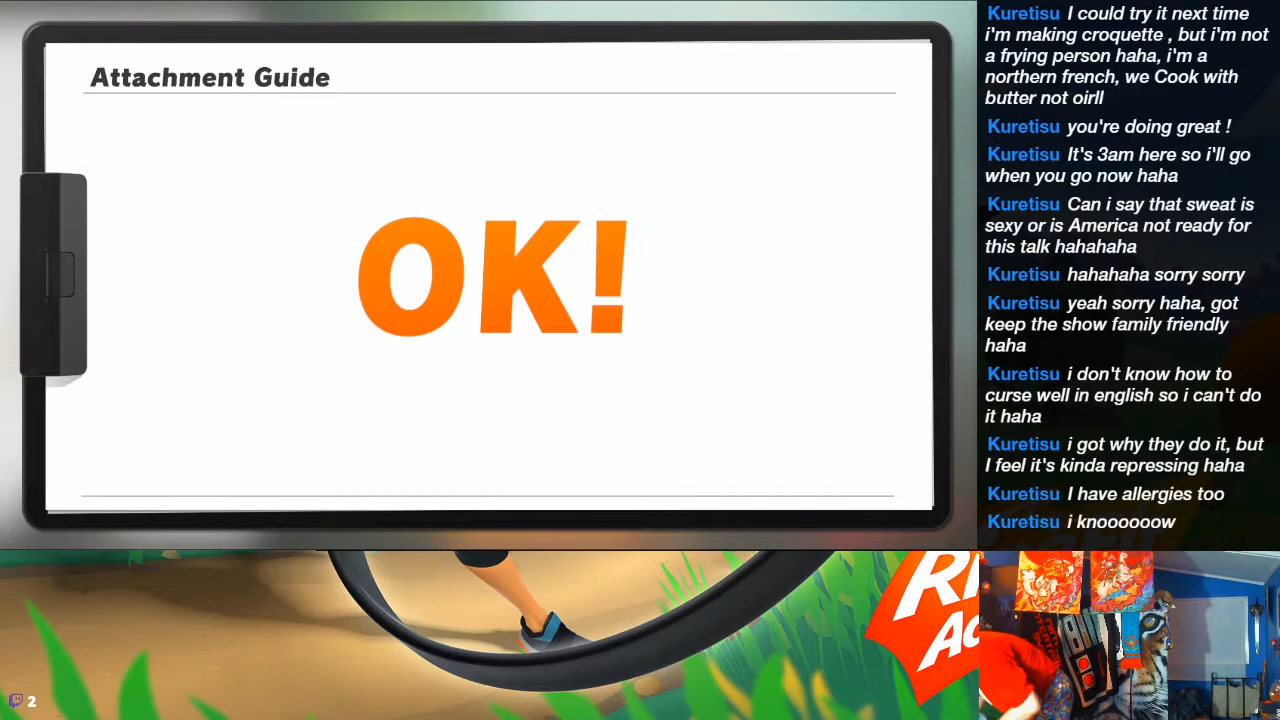 Attachment Guide
OK!
Kuretisu I could try it next time
i'm making croquette , but i'm not
a frying person haha, i'm a
northern french, we Cook with
butter not oirll
Kuretisu you're doing great !
Kuretisu It's 3am here so i'll go
when you go now haha
Kuretisu Can i say that sweat is
sexy or is America not ready for
this talk hahahaha
Kuretisu hahahaha sorry sorry
Kuretisu yeah sorry haha, got
keep the show family friendly
haha
Kuretisu i don't know how to
curse well in english so i can't do
it haha
Kuretisu i got why they do it, but
I feel it's kinda repressing haha
Kuretisu I have allergies too
Kuretisu i knoooooow
2